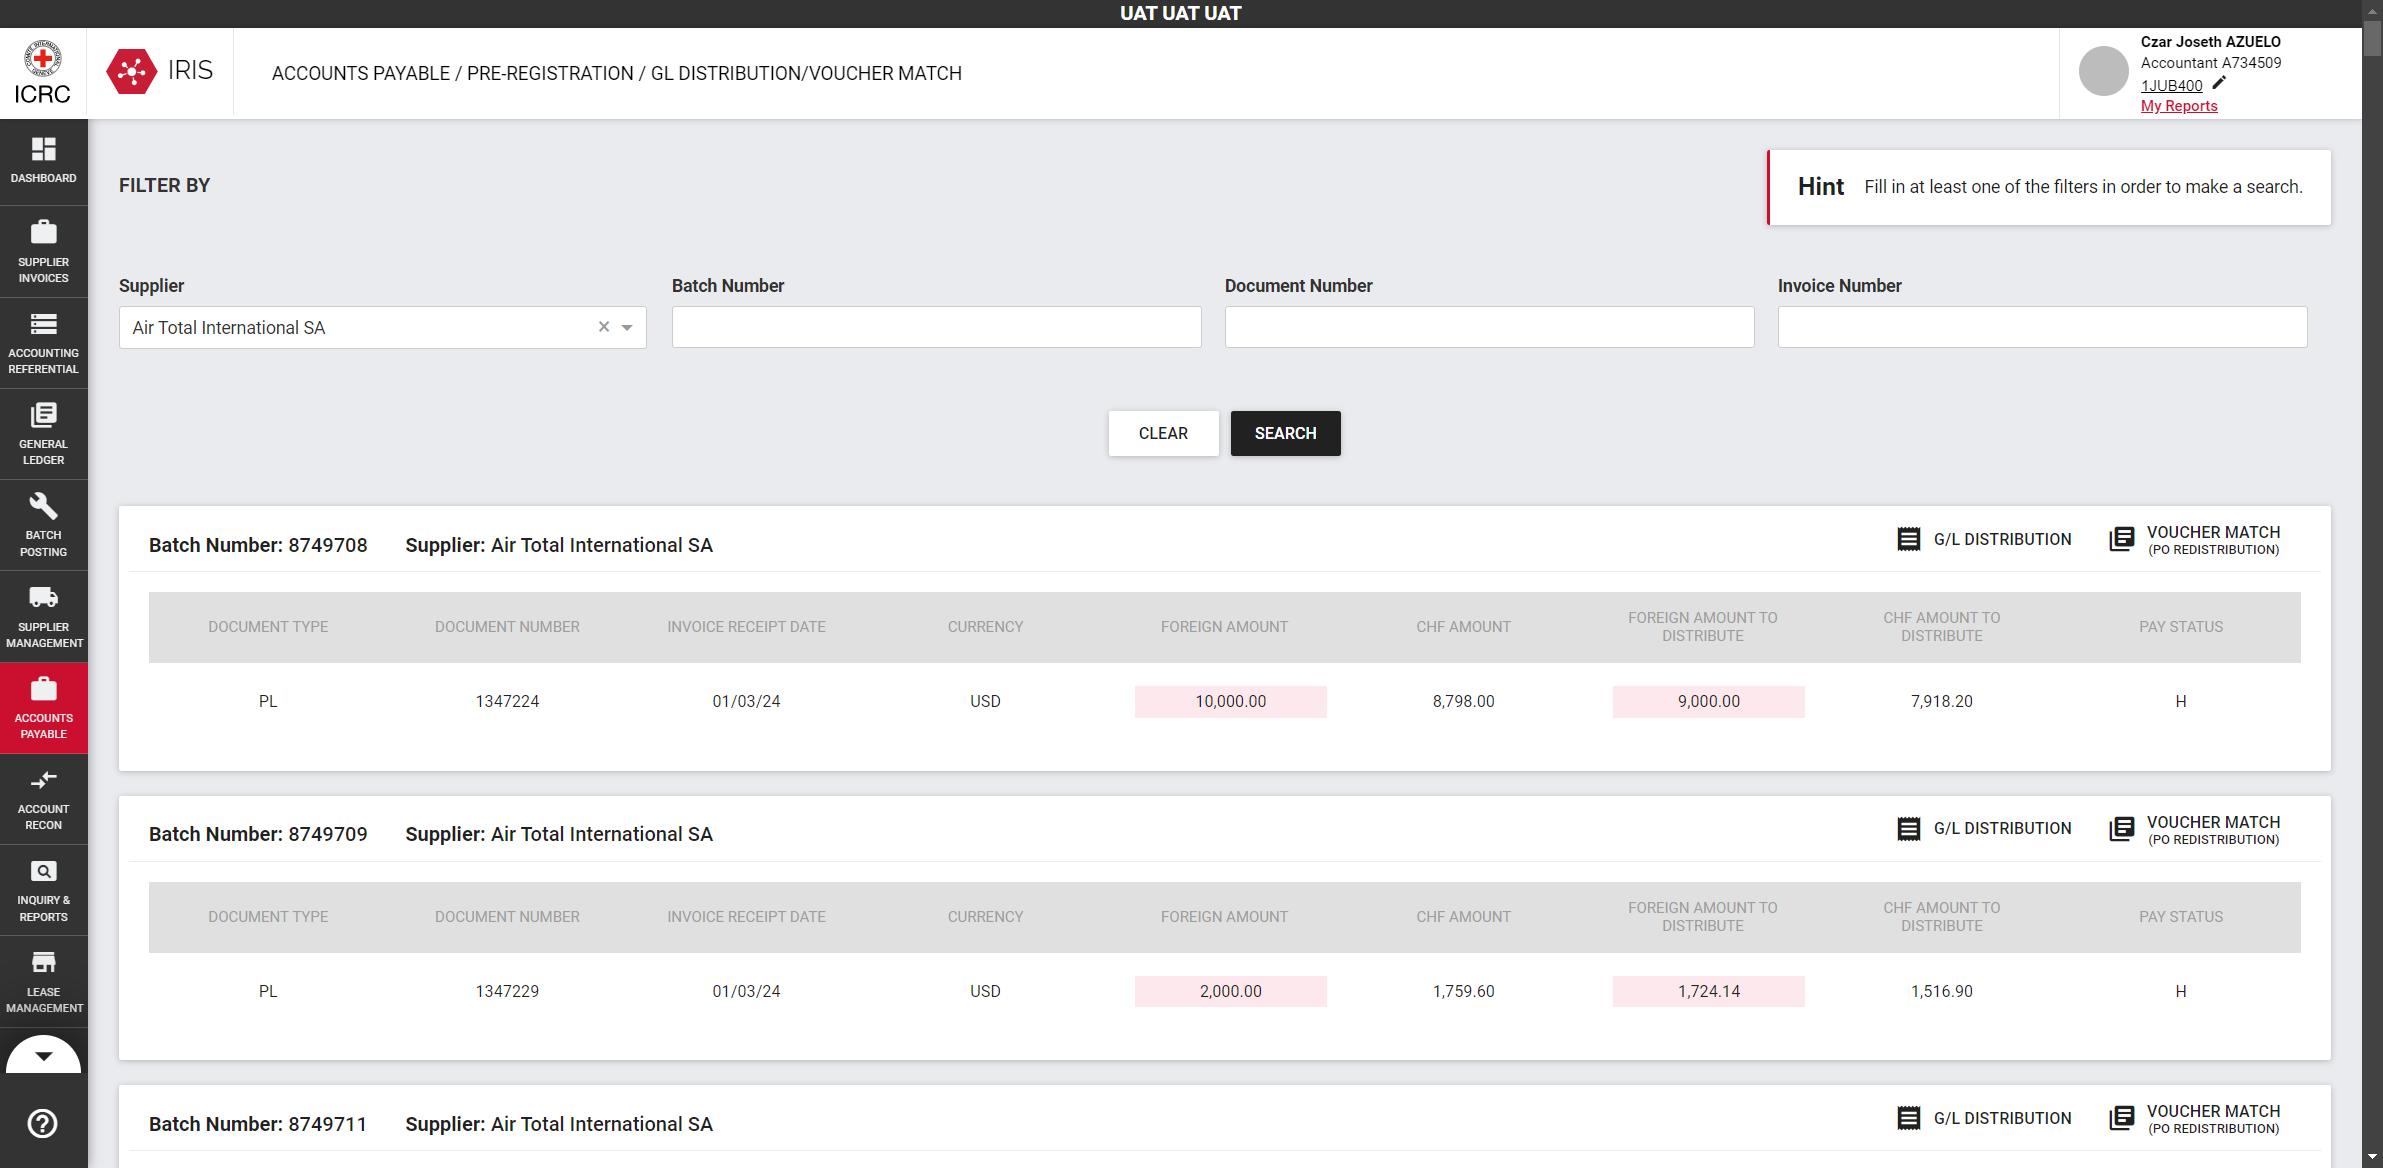 UAT UAT UAT
ICRC
IRIS
ACCOUNTS PAYABLE / PRE-REGISTRATION / GL DISTRIBUTION/VOUCHER MATCH
Czar Joseth AZUELO
Accountant A734509
1JUB400
My Reports
DASHBOARD
SUPPLIER
INVOICES
ACCOUNTING
REFERENTIAL
GENERAL
LEDGER
BATCH
POSTING
SUPPLIER
MANAGEMENT
ACCOUNTS
PAYABLE
ACCOUNT
RECON
INQUIRY &
REPORTS
LEASE
MANAGEMENT
FILTER BY
Hint Fill in at least one of the filters in order to make a search.
Supplier Batch Number Document Number Invoice Number
Air Total International SA
CLEAR SEARCH
Batch Number: 8749708 Supplier: Air Total International SA G/L DISTRIBUTION VOUCHER MATCH
(PO REDISTRIBUTION)
DOCUMENT TYPE DOCUMENT NUMBER INVOICE RECEIPT DATE CURRENCY FOREIGN AMOUNT CHF AMOUNT FOREIGN AMOUNT TO DISTRIBUTE CHF AMOUNT TO DISTRIBUTE PAY STATUS
PL 1347224 01/03/24 USD 10,000.00 8,798.00 9,000.00 7,918.20 H
Batch Number: 8749709 Supplier: Air Total International SA G/L DISTRIBUTION VOUCHER MATCH
(PO REDISTRIBUTION)
DOCUMENT TYPE DOCUMENT NUMBER INVOICE RECEIPT DATE CURRENCY FOREIGN AMOUNT CHF AMOUNT FOREIGN AMOUNT TO DISTRIBUTE CHF AMOUNT TO DISTRIBUTE PAY STATUS
PL 1347229 01/03/24 USD 2,000.00 1,759.60 1,724.14 1,516.90 H
Batch Number: 8749711 Supplier: Air Total International SA G/L DISTRIBUTION VOUCHER MATCH
(PO REDISTRIBUTION)